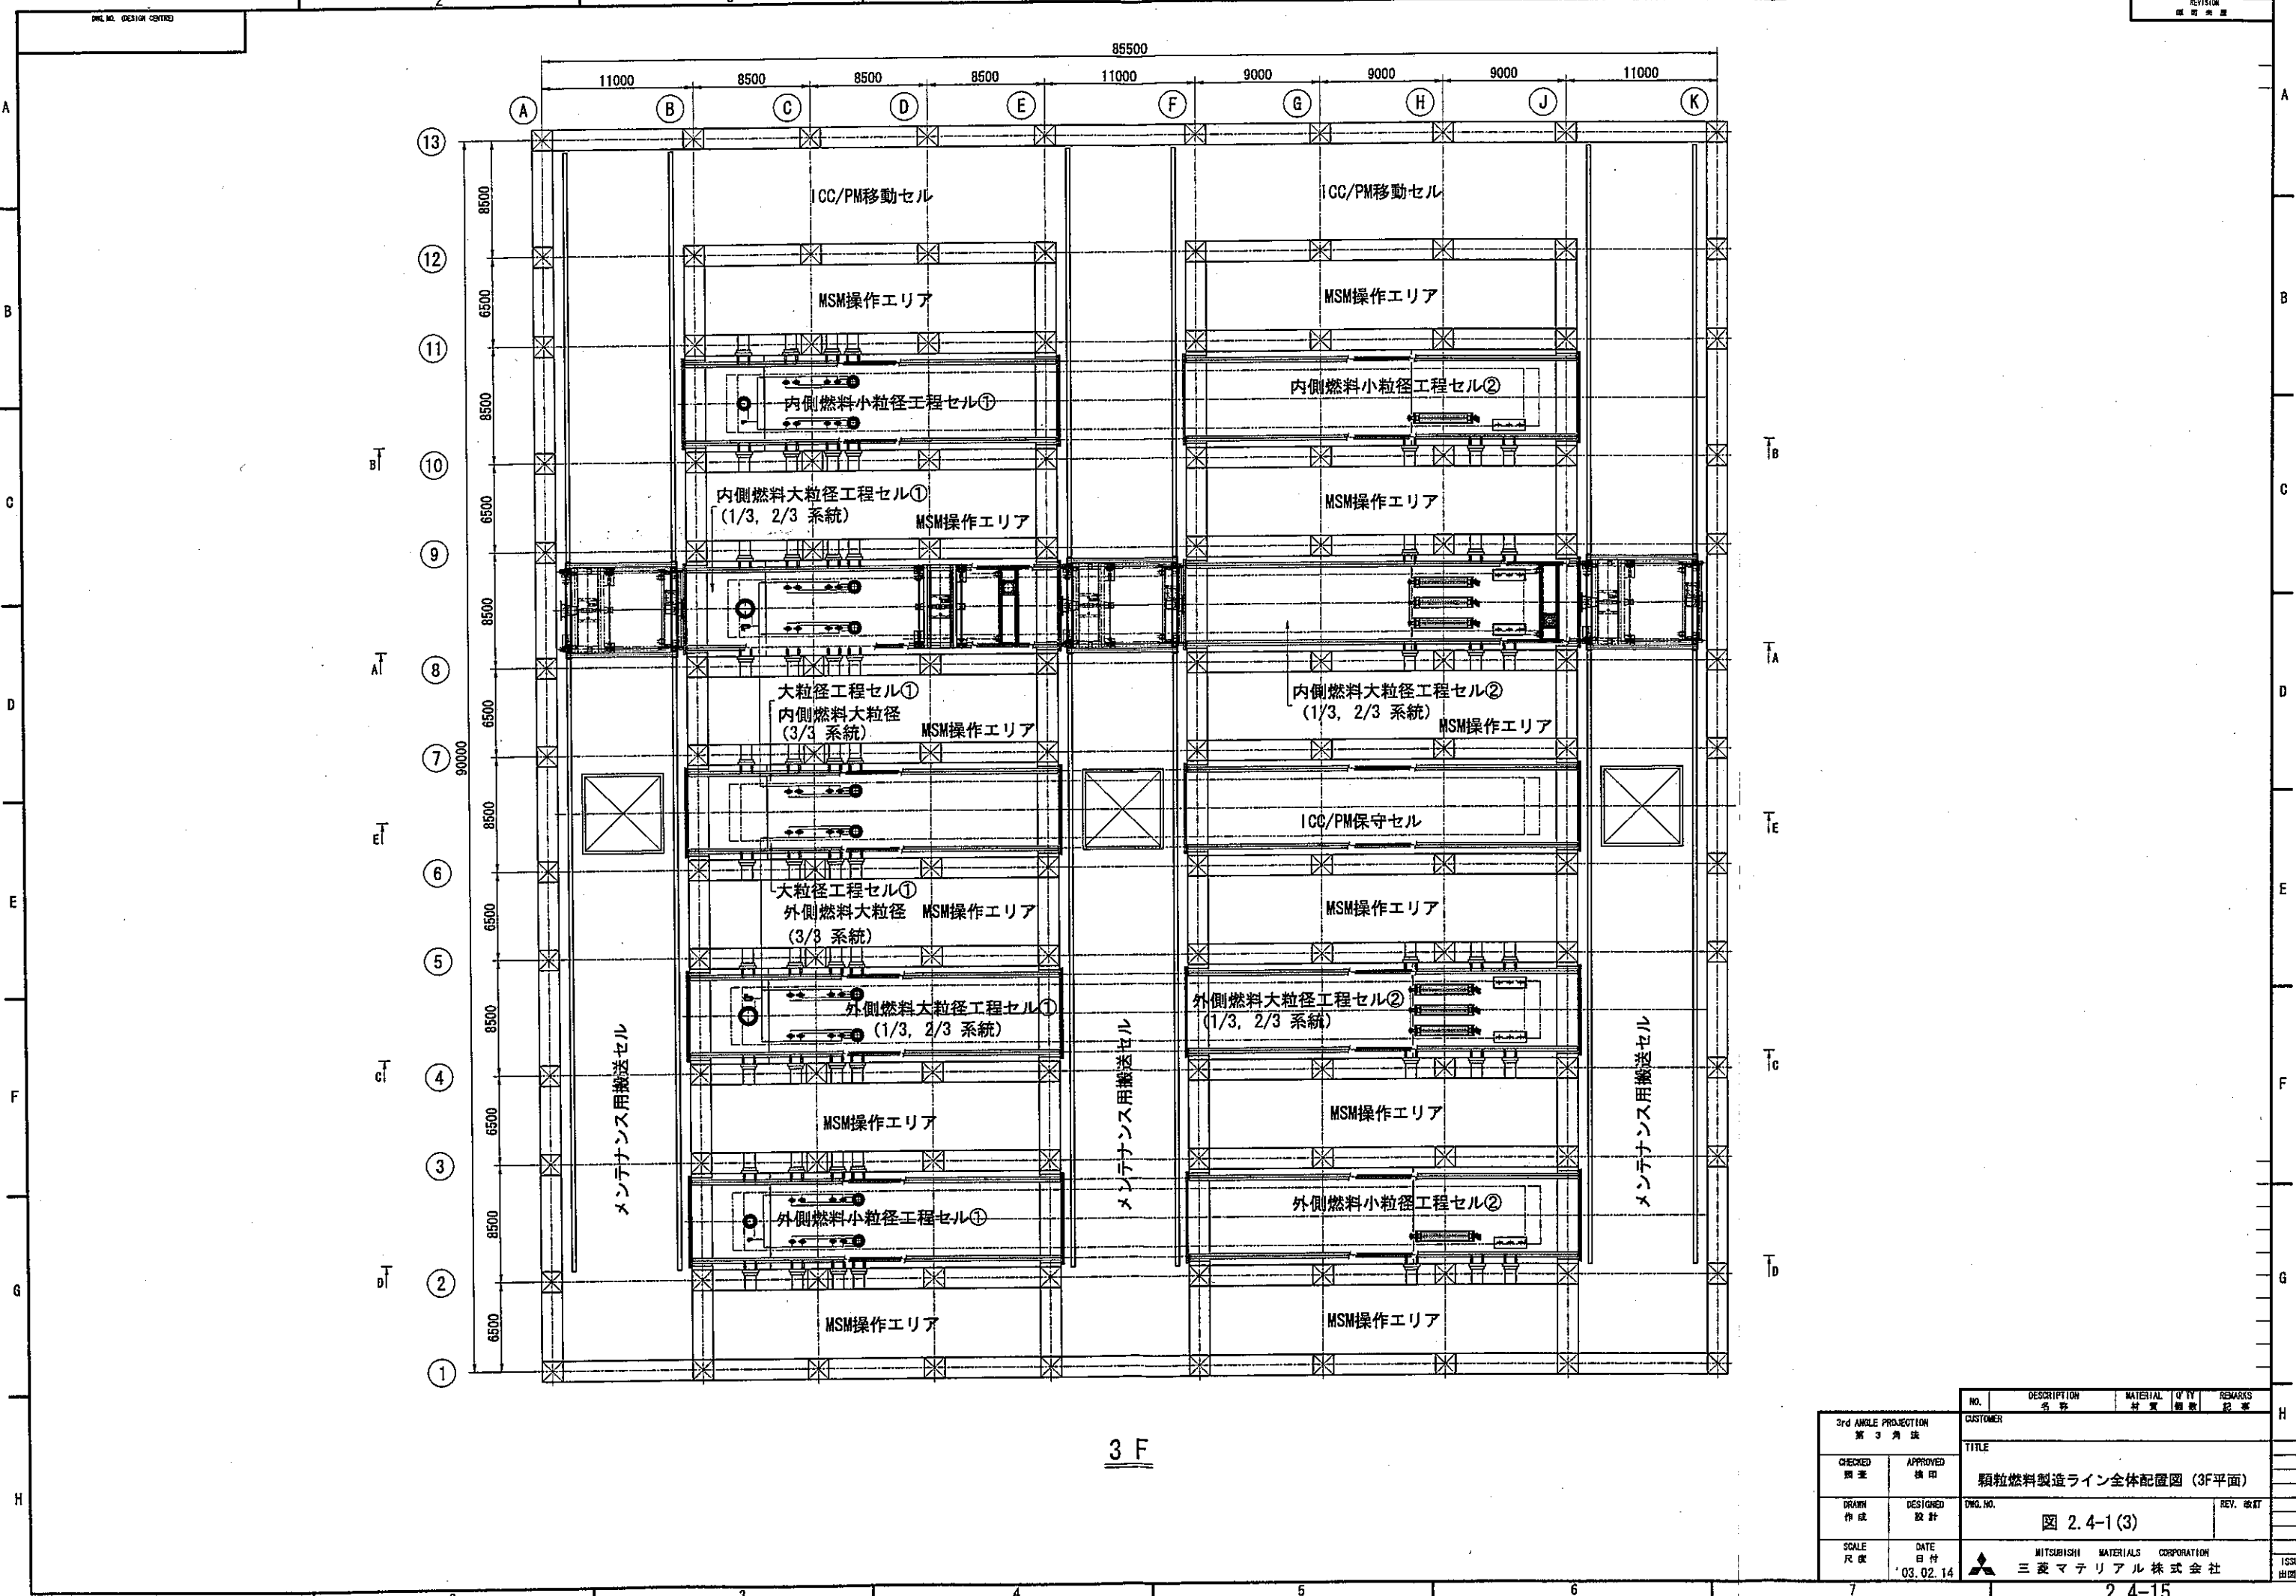 DWG.NO. (DESIGN CENTRE)
REVISION
85500
11000 8500 8500 8500 11000 9000 9000 9000 11000
A B C D E F G H J K
13
8500
ICC/PM移動セル ICC/PM移動セル
12
6500
MSM操作エリア MSM操作エリア
11
8500
内側燃料小粒径工程セル① 内側燃料小粒径工程セル②
B 10 B
6500
内側燃料大粒径工程セル①
(1/3, 2/3 系統)
MSM操作エリア MSM操作エリア
9
8500
A 8 A
6500
大粒径工程セル①
内側燃料大粒径
(3/3 系統)
MSM操作エリア
内側燃料大粒径工程セル②
(1/3, 2/3 系統)
MSM操作エリア
7
90000
8500
ICC/PM保守セル
E E
6
6500
大粒径工程セル①
外側燃料大粒径
(3/3 系統)
MSM操作エリア MSM操作エリア
5
8500
外側燃料大粒径工程セル①
(1/3, 2/3 系統)
外側燃料大粒径工程セル②
(1/3, 2/3 系統)
C 4 C
6500
MSM操作エリア MSM操作エリア
メンテナンス用搬送セル
メンテナンス用搬送セル
メンテナンス用搬送セル
3
8500
外側燃料小粒径工程セル① 外側燃料小粒径工程セル②
D 2 D
6500
MSM操作エリア MSM操作エリア
1
3 F
NO. DESCRIPTION 名称 MATERIAL 材質 Q'TY 個数 REMARKS 記事
3rd ANGLE PROJECTION
第3角法
CUSTOMER
TITLE
顆粒燃料製造ライン全体配置図 (3F平面)
CHECKED 調査 APPROVED 検印
DRAWN 作成 DESIGNED 設計
DWG.NO. REV. 改訂
図 2.4-1(3)
SCALE 尺度 DATE 日付
'03.02.14
MITSUBISHI MATERIALS CORPORATION
三菱マテリアル株式会社
2.4-15
A B C D E F G H
A B C D E F G H
2
3 4 5 6 7